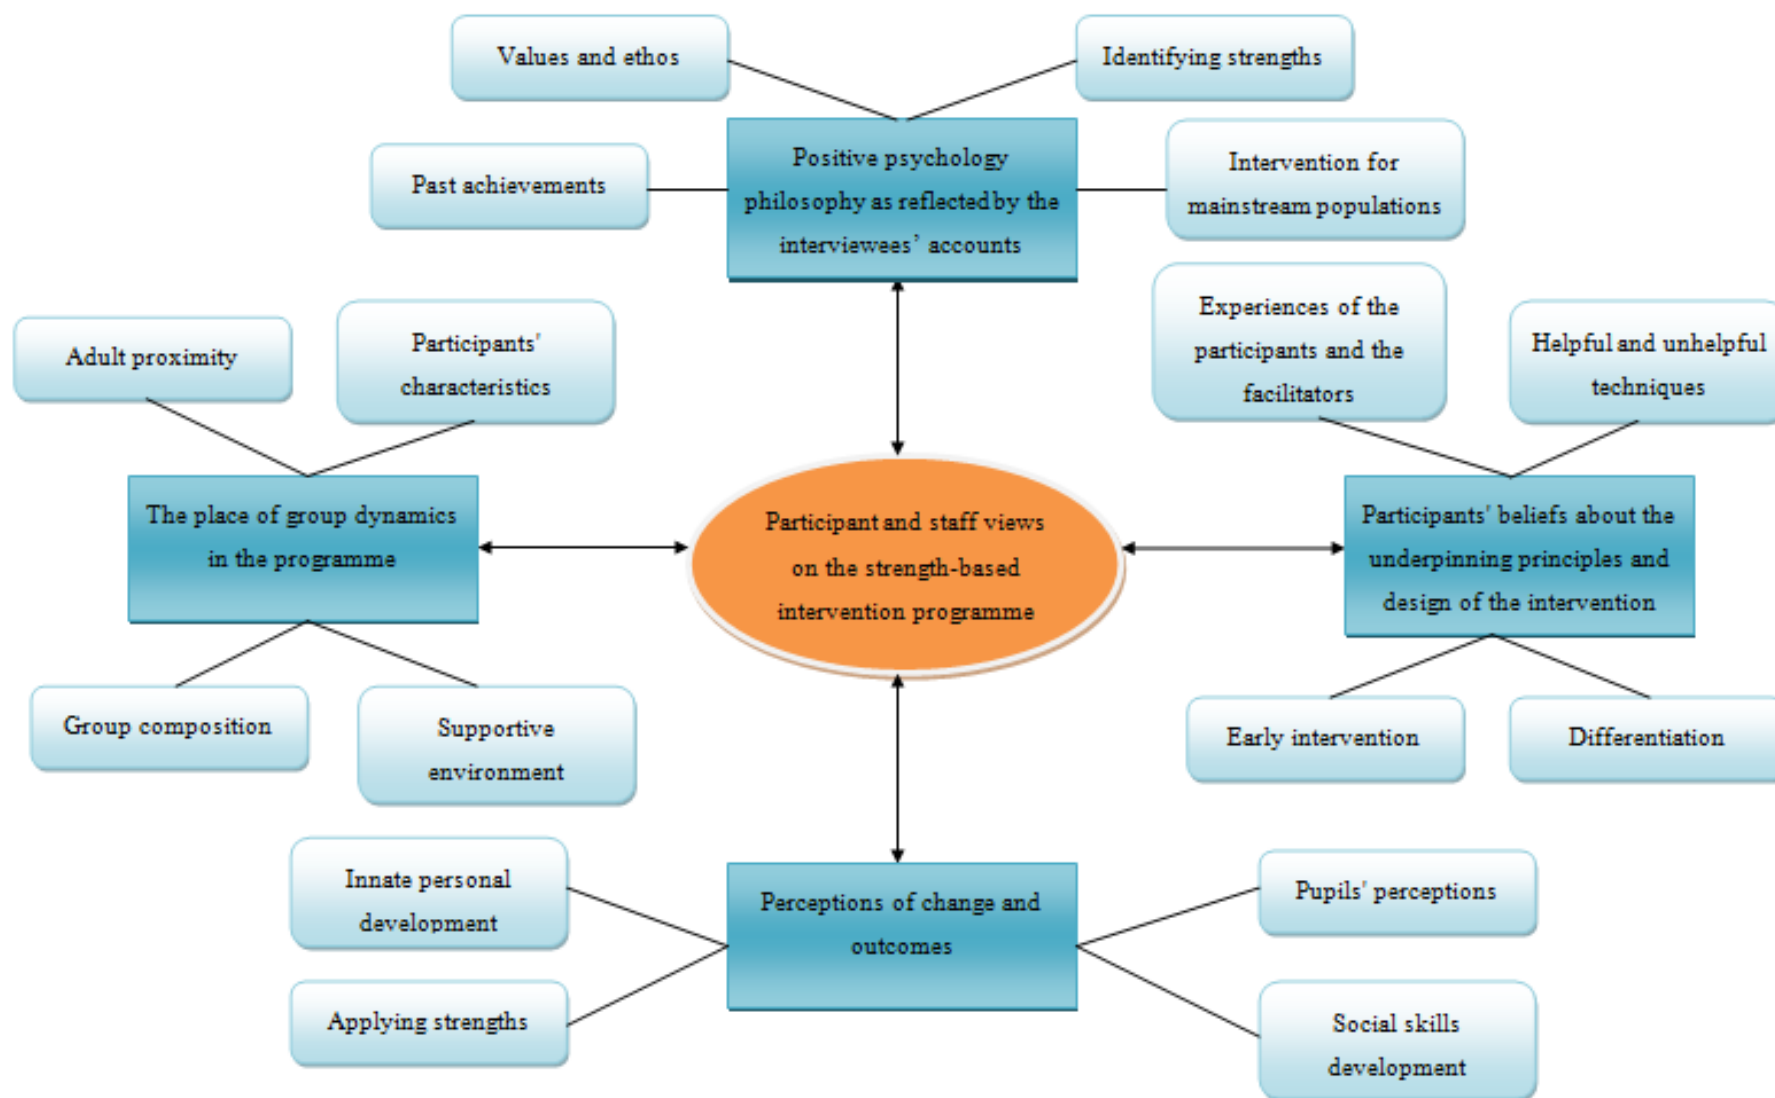 Values and ethos
Identifying strengths
Past achievements
Positive psychology
philosophy as reflected by the
interviewees’ accounts
Intervention for
mainstream populations
Adult proximity
Participants’
characteristics
Experiences of the
participants and the
facilitators
Helpful and unhelpful
techniques
The place of group dynamics
in the programme
Participant and staff views
on the strength-based
intervention programme
Participants’ beliefs about the
underpinning principles and
design of the intervention
Group composition
Supportive
environment
Early intervention
Differentiation
Innate personal
development
Applying strengths
Perceptions of change and
outcomes
Pupils’ perceptions
Social skills
development